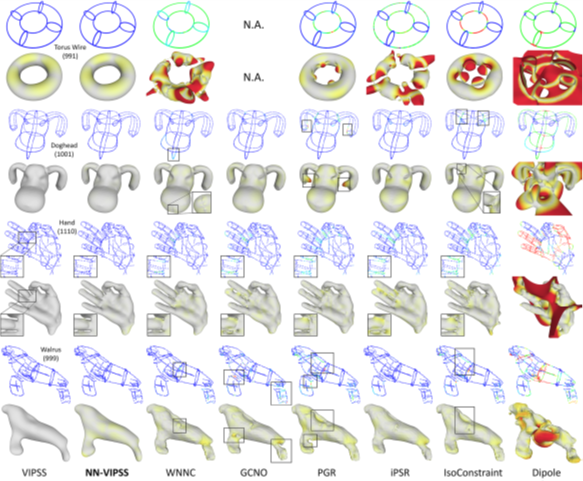 N.A.
Torus Wire
(991)
N.A.
Doghead
(1001)
Hand
(1110)
Walrus
(999)
VIPSS NN-VIPSS WNNC GCNO PGR iPSR IsoConstraint Dipole